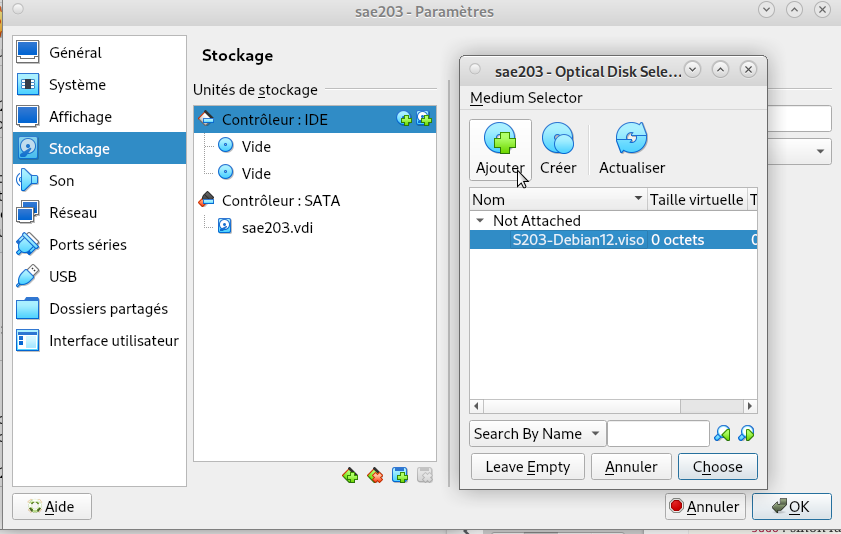 sae203 - Paramètres
Général
Système
Affichage
Stockage
Son
Réseau
Ports séries
USB
Dossiers partagés
Interface utilisateur
Stockage
Unités de stockage
Contrôleur : IDE
Vide
Vide
Contrôleur : SATA
sae203.vdi
sae203 - Optical Disk Sele...
Medium Selector
Ajouter Créer Actualiser
Nom Taille virtuelle T
Not Attached
S203-Debian12.viso 0 octets 0
Search By Name
Leave Empty Annuler Choose
Aide Annuler OK